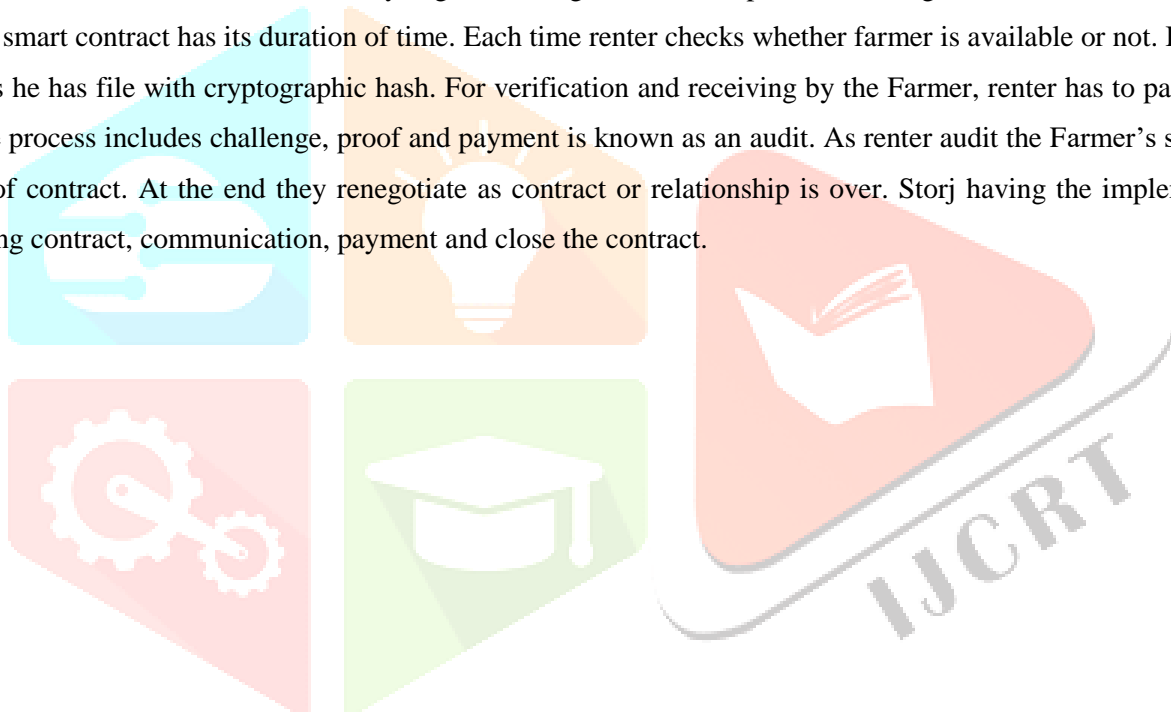 smart contract has its duration of time. Each time renter checks whether farmer is available or not.
he has file with cryptographic hash. For verification and receiving by the Farmer, renter has to
process includes challenge, proof and payment is known as an audit. As renter audit the Farmer's
of contract. At the end they renegotiate as contract or relationship is over. Storj having the
contract, communication, payment and close the contract.
IJCRT